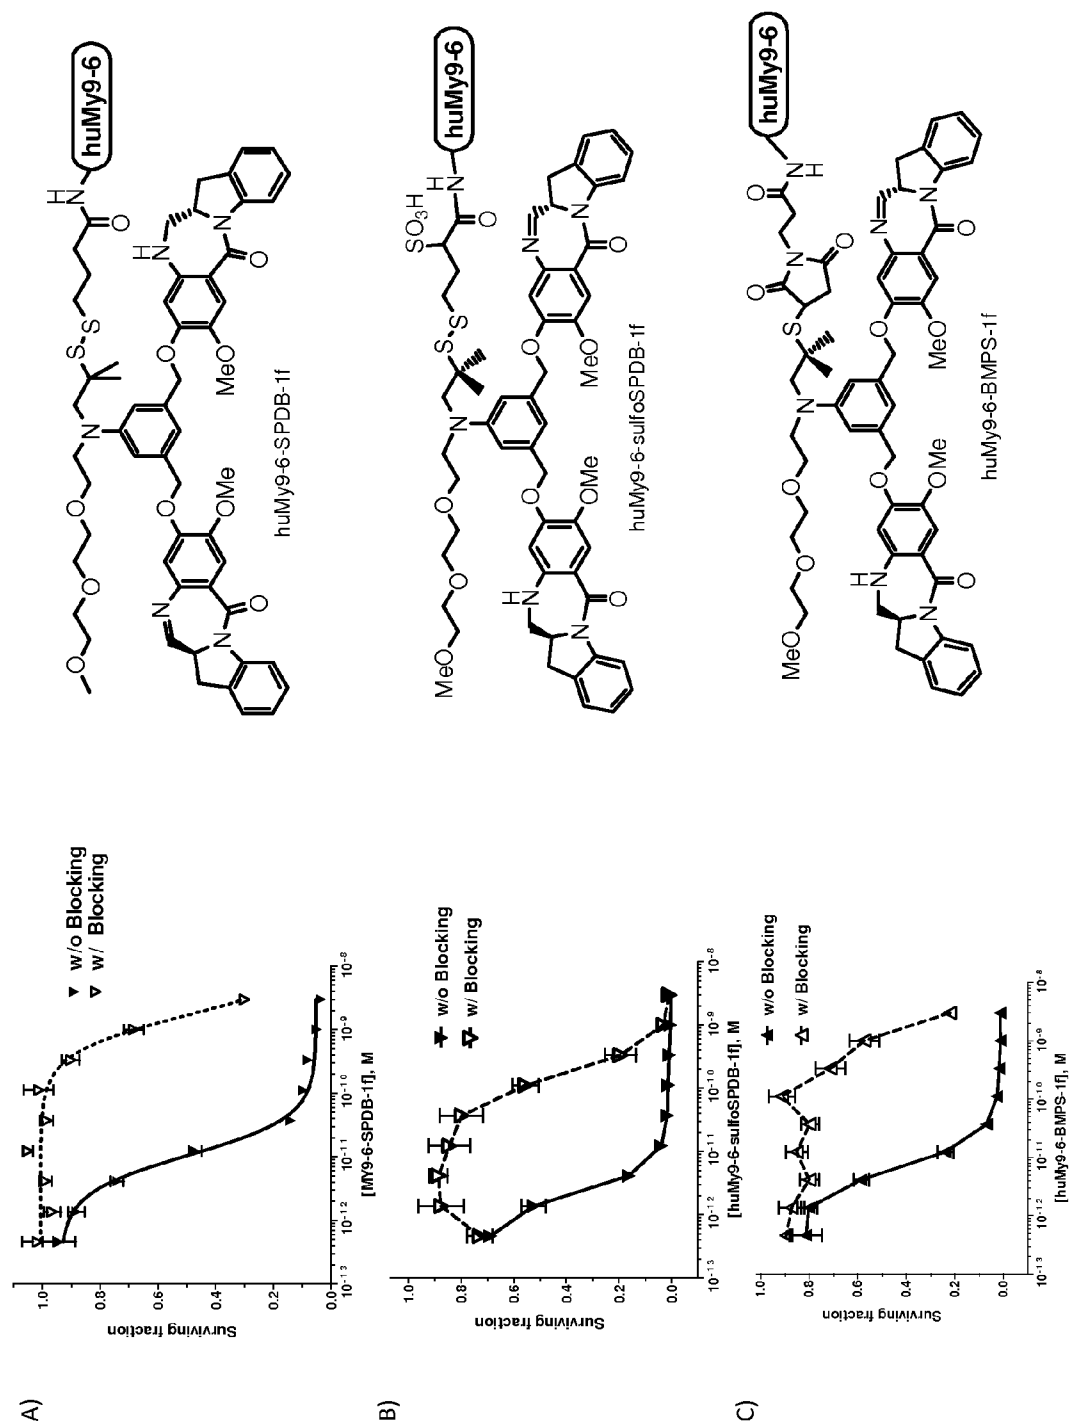 A)
Surviving fraction
1.0
0.8
0.6
0.4
0.2
0.0
10-13
10-12
10-11
10-10
10-9
10-8
[MY9-6-SPDB-1f], M
w/o Blocking
w/ Blocking
O
O
O
N
S-S
O
H
N
huMy9-6
N
N
O
OMe
O
O
MeO
H
N
N
O
huMy9-6-SPDB-1f
B)
Surviving fraction
1.0
0.8
0.6
0.4
0.2
0.0
10-13
10-12
10-11
10-10
10-9
10-8
[huMy9-6-sulfoSPDB-1f], M
w/o Blocking
w/ Blocking
MeO
O
O
N
S-S
SO3H
O
H
N
huMy9-6
H
N
N
O
OMe
O
O
MeO
N
N
O
huMy9-6-sulfoSPDB-1f
C)
Surviving fraction
1.0
0.8
0.6
0.4
0.2
0.0
10-13
10-12
10-11
10-10
10-9
10-8
[huMy9-6-BMPS-1f], M
w/o Blocking
w/ Blocking
MeO
O
O
N
S
O
N
O
O
N
H
huMy9-6
H
N
N
O
OMe
O
O
MeO
N
N
O
huMy9-6-BMPS-1f